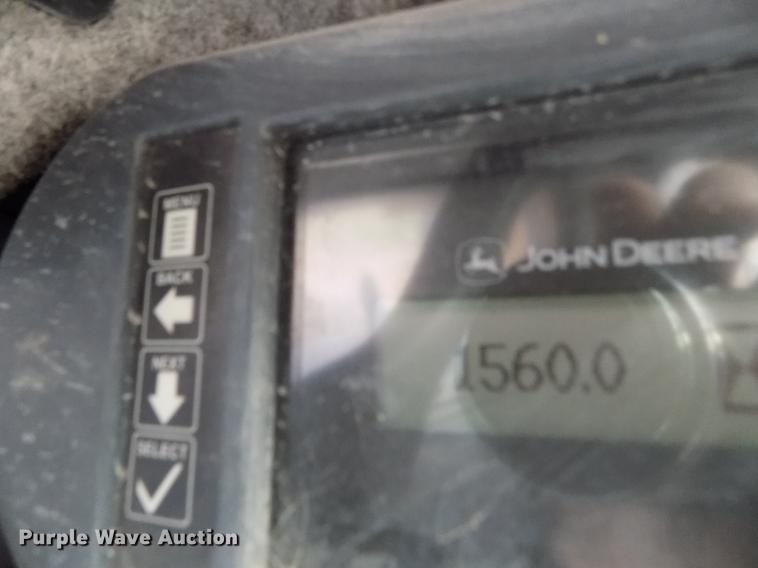 MENU
BACK
NEXT
SELECT
JOHN DEERE
1560.0
Purple Wave Auction